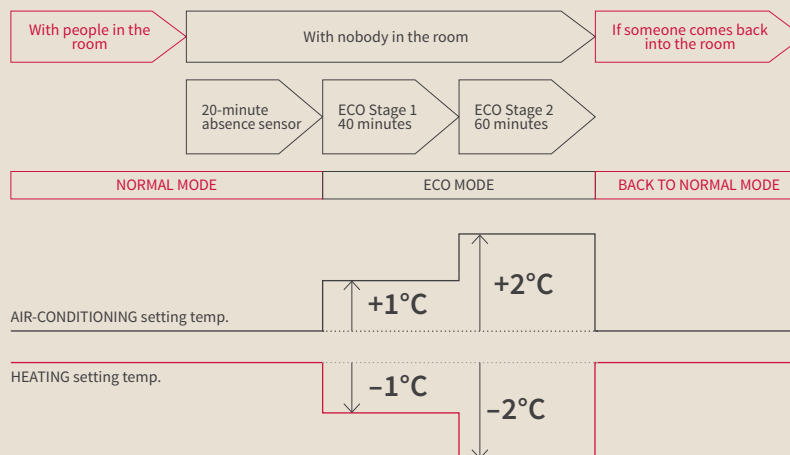 With people in the
room
With nobody in the room
If someone comes back
into the room
20-minute
absence sensor
ECO Stage 1
40 minutes
ECO Stage 2
60 minutes
NORMAL MODE
ECO MODE
BACK TO NORMAL MODE
+1°C
+2°C
AIR-CONDITIONING setting temp.
HEATING setting temp.
–1°C
–2°C